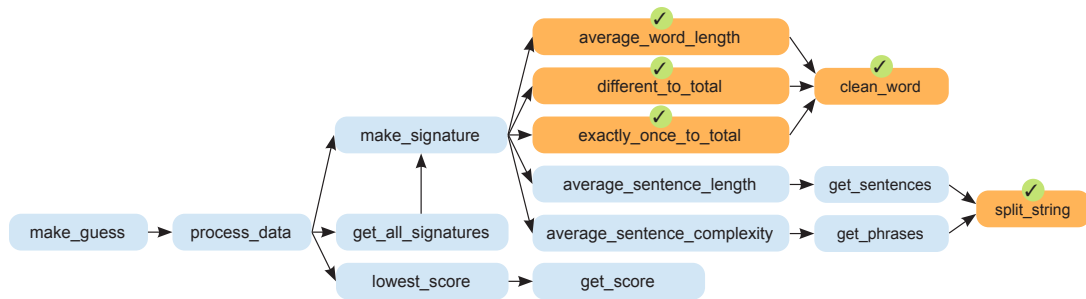 average_word_length
different_to_total
clean_word
make_signature
exactly_once_to_total
average_sentence_length
get_sentences
split_string
make_guess
process_data
get_all_signatures
average_sentence_complexity
get_phrases
lowest_score
get_score